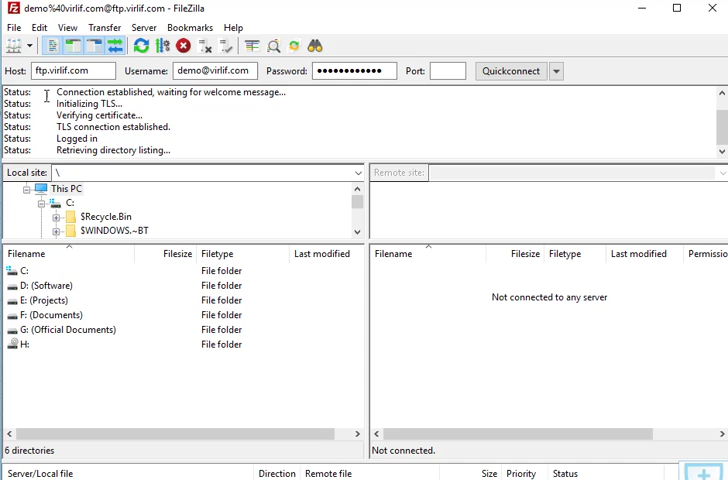 demo%40virlif.com@ftp.virlif.com - FileZilla
File Edit View Transfer Server Bookmarks Help
Host: ftp.virlif.com Username: demo@virlif.com Password: •••••••••••• Port: Quickconnect
Status: Connection established, waiting for welcome message...
Status: Initializing TLS...
Status: Verifying certificate...
Status: TLS connection established.
Status: Logged in
Status: Retrieving directory listing...
Local site: \ Remote site:
This PC
C:
$Recycle.Bin
$WINDOWS.~BT
Filename Filesize Filetype Last modified Filename Filesize Filetype Last modified Permissio
C: File folder
D: (Software) File folder
E: (Projects) File folder
F: (Documents) File folder
G: (Official Documents) File folder
H: File folder
Not connected to any server
6 directories Not connected.
Server/Local file Direction Remote file Size Priority Status